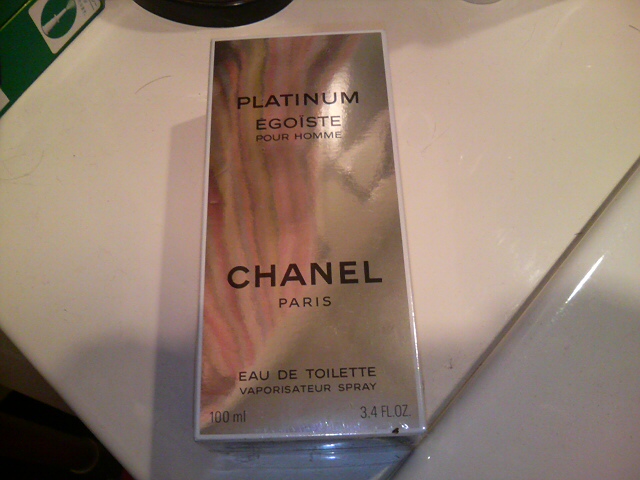 PLATINUM
ÉGOÏSTE
POUR HOMME
CHANEL
PARIS
EAU DE TOILETTE
VAPORISATEUR SPRAY
100 ml 3.4 FL.OZ.